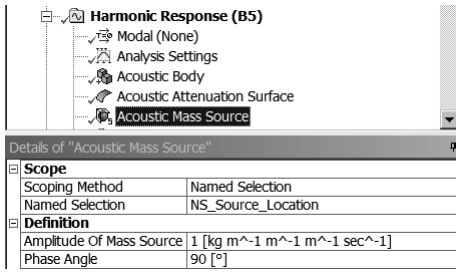 Harmonic Response (B5)
Modal (None)
Analysis Settings
Acoustic Body
Acoustic Attenuation Surface
Acoustic Mass Source
Details of "Acoustic Mass Source"
Scope
Scoping Method Named Selection
Named Selection NS_Source_Location
Definition
Amplitude Of Mass Source 1 [kg m^-1 m^-1 m^-1 sec^-1]
Phase Angle 90 [°]